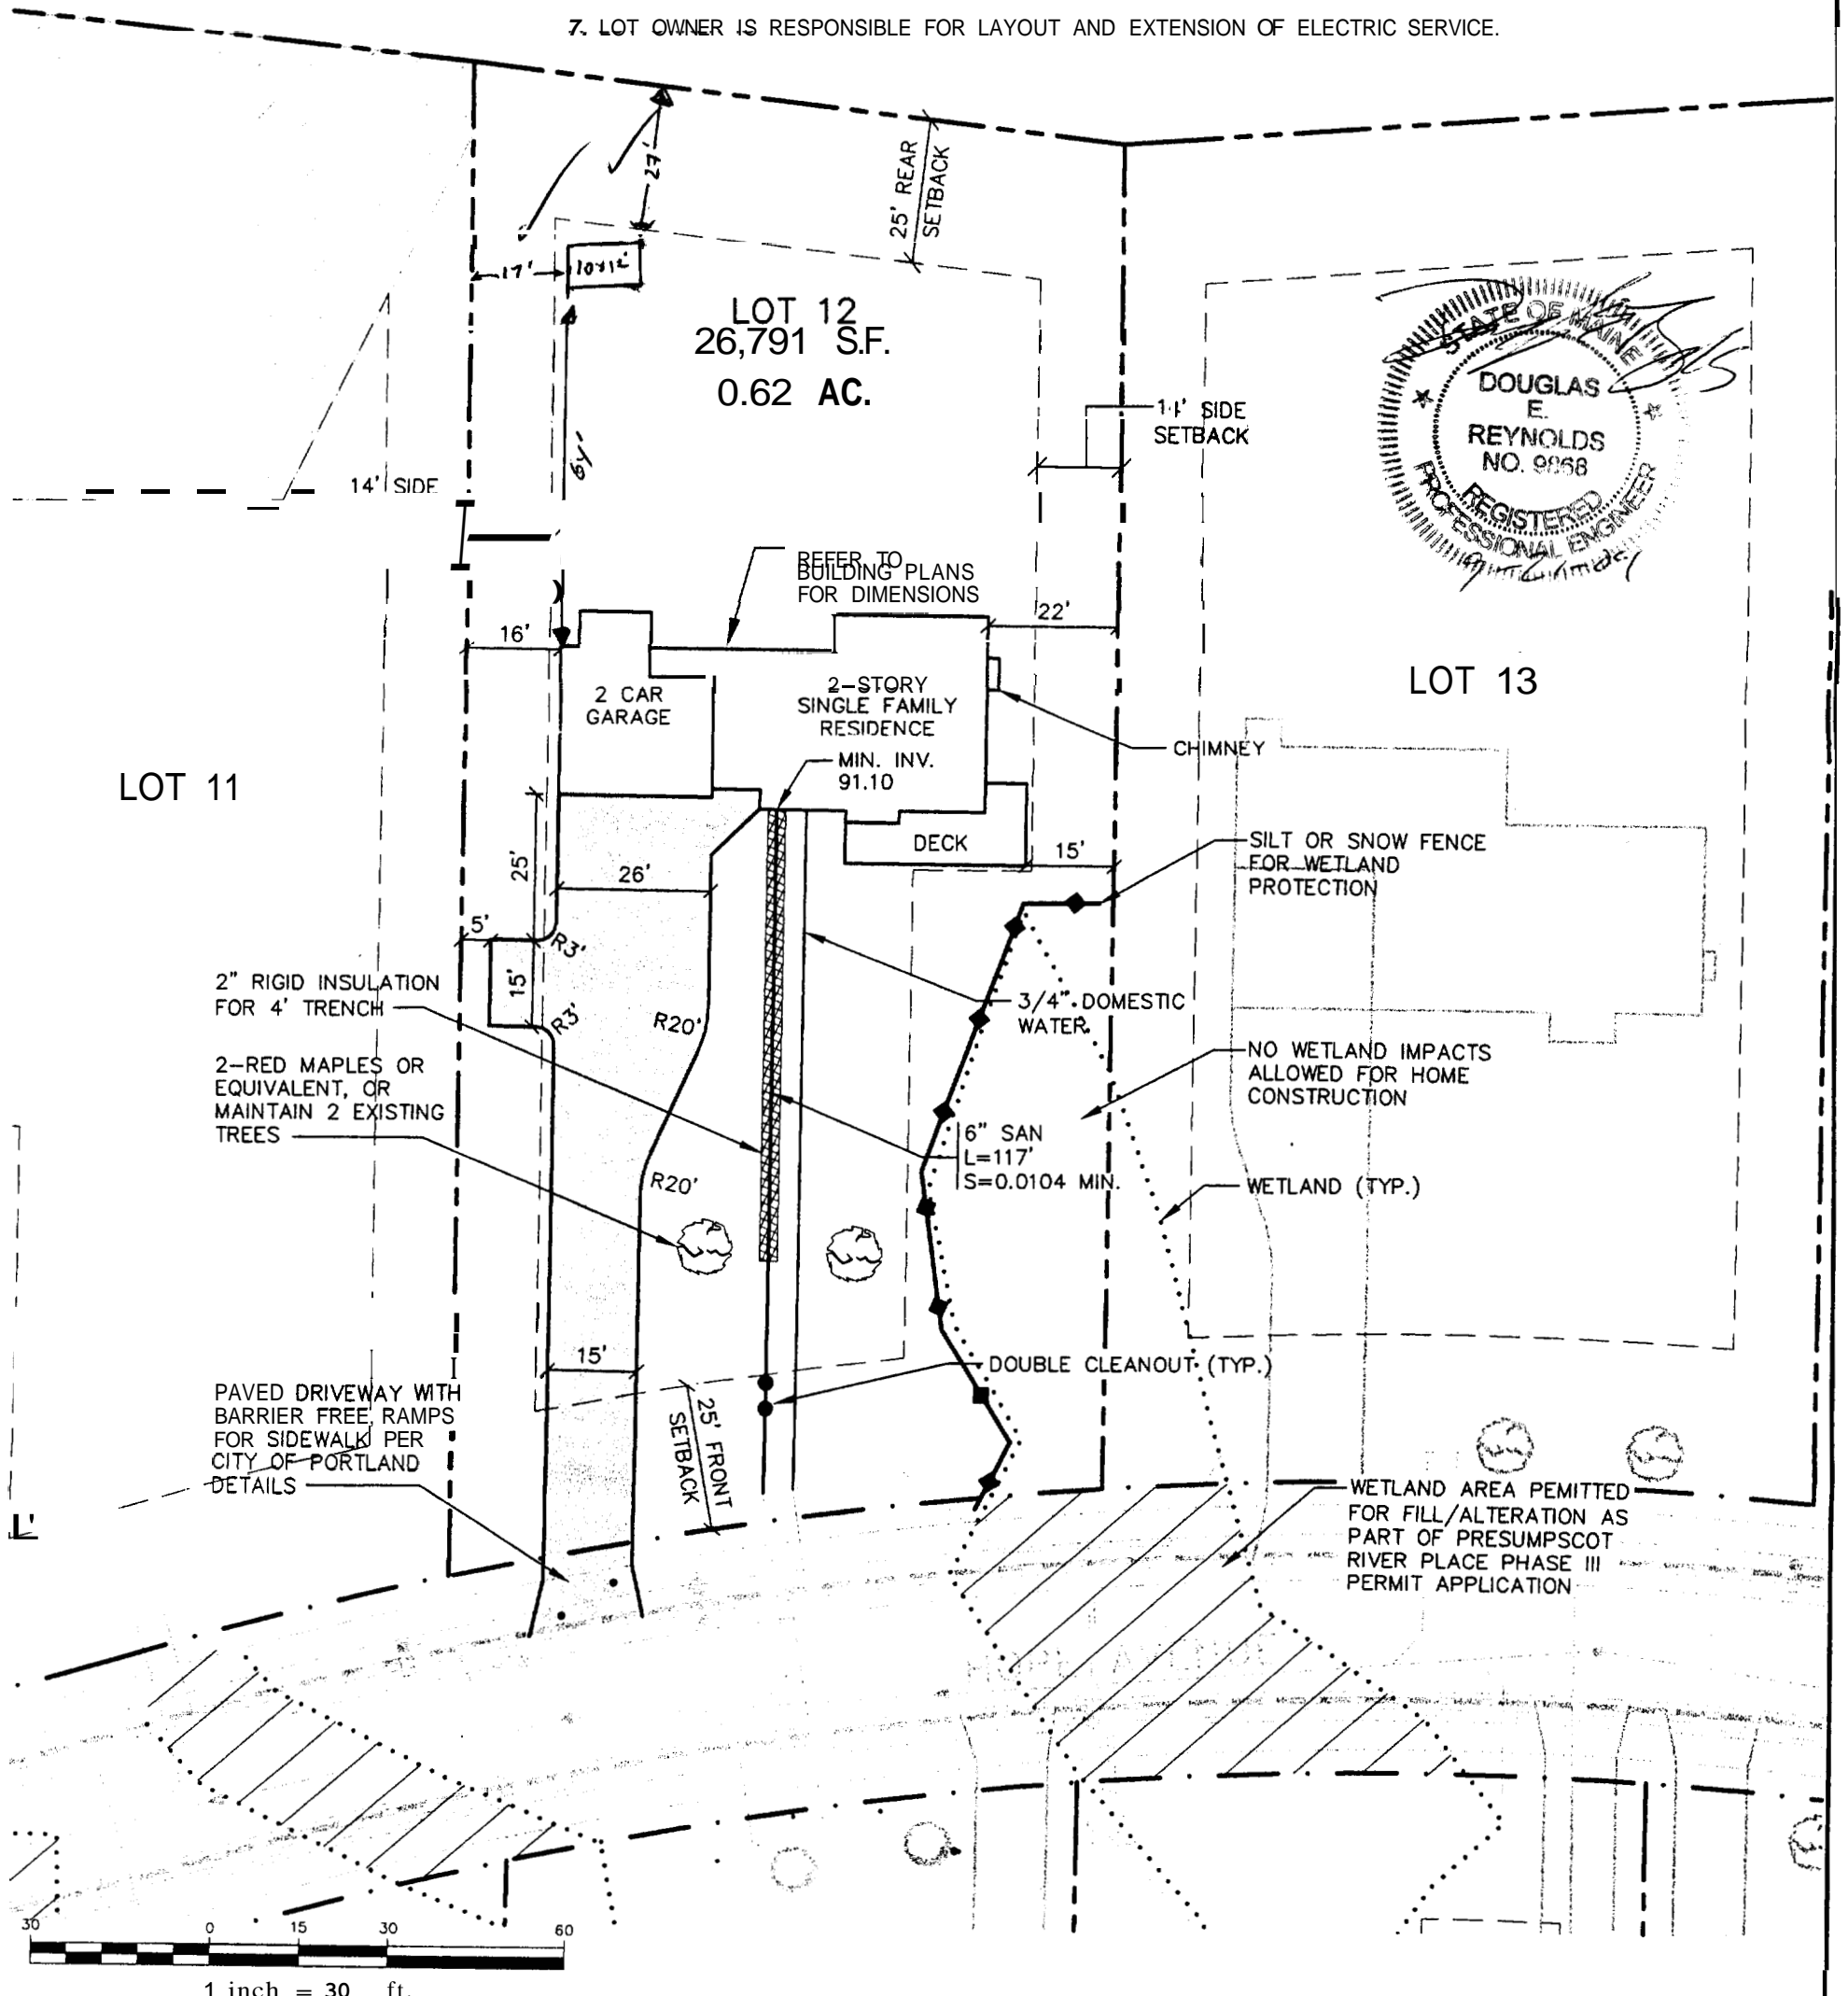 7. LOT OWNER IS RESPONSIBLE FOR LAYOUT AND EXTENSION OF ELECTRIC SERVICE.
27'
25' REAR
SETBACK
17'
10x12'
LOT 12
26,791 S.F.
0.62 AC.
64'
14' SIDE
SETBACK
14' SIDE
STATE OF MAINE
DOUGLAS
E.
REYNOLDS
NO. 9868
REGISTERED
PROFESSIONAL ENGINEER
REFER TO
BUILDING PLANS
FOR DIMENSIONS
16'
22'
2 CAR
GARAGE
2-STORY
SINGLE FAMILY
RESIDENCE
LOT 13
CHIMNEY
MIN. INV.
91.10
LOT 11
DECK
15'
SILT OR SNOW FENCE
FOR WETLAND
PROTECTION
25'
26'
5'
R3'
15'
R3'
2" RIGID INSULATION
FOR 4' TRENCH
R20'
3/4" DOMESTIC
WATER
2-RED MAPLES OR
EQUIVALENT, OR
MAINTAIN 2 EXISTING
TREES
NO WETLAND IMPACTS
ALLOWED FOR HOME
CONSTRUCTION
6" SAN
L=117'
S=0.0104 MIN.
R20'
WETLAND (TYP.)
15'
DOUBLE CLEANOUT (TYP.)
PAVED DRIVEWAY WITH
BARRIER FREE RAMPS
FOR SIDEWALK PER
CITY OF PORTLAND
DETAILS
25' FRONT
SETBACK
WETLAND AREA PEMITTED
FOR FILL/ALTERATION AS
PART OF PRESUMPSCOT
RIVER PLACE PHASE III
PERMIT APPLICATION
30 0 15 30 60
1 inch = 30 ft.